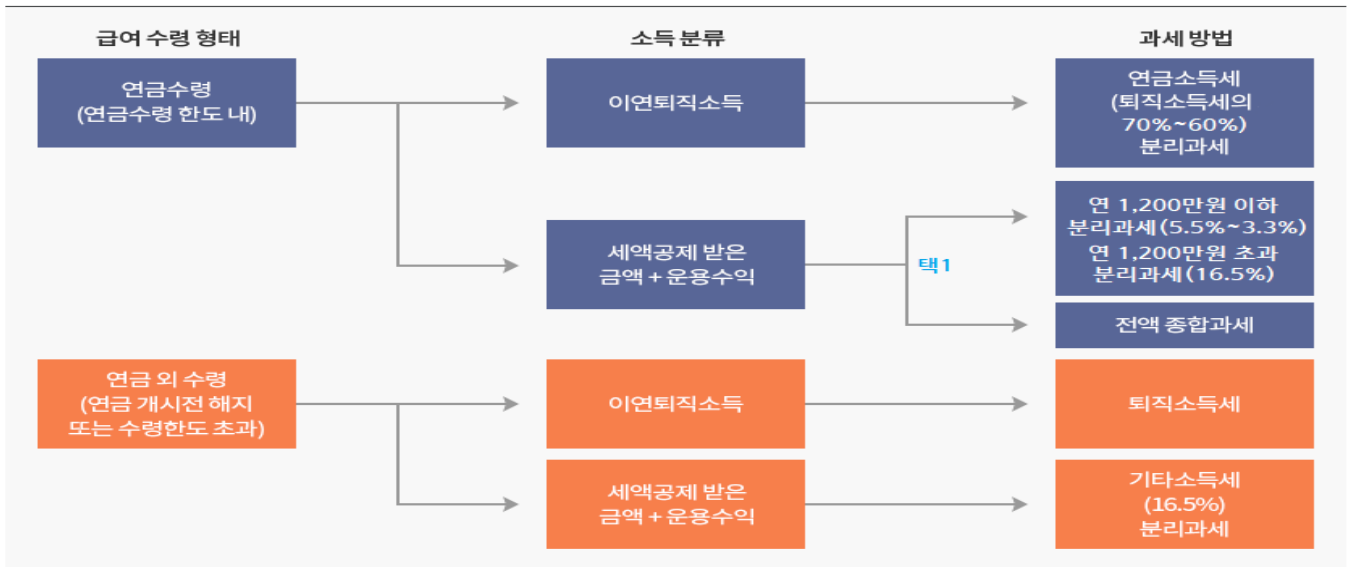 급여 수령 형태
소득 분류
과세 방법
연금수령
(연금수령 한도 내)
이연퇴직소득
연금소득세
(퇴직소득세의
70%~60%)
분리과세
세액공제 받은
금액 + 운용수익
택1
연 1,200만원 이하
분리과세(5.5%~3.3%)
연 1,200만원 초과
분리과세(16.5%)
전액 종합과세
연금 외 수령
(연금 개시전 해지
또는 수령한도 초과)
이연퇴직소득
퇴직소득세
세액공제 받은
금액 + 운용수익
기타소득세
(16.5%)
분리과세